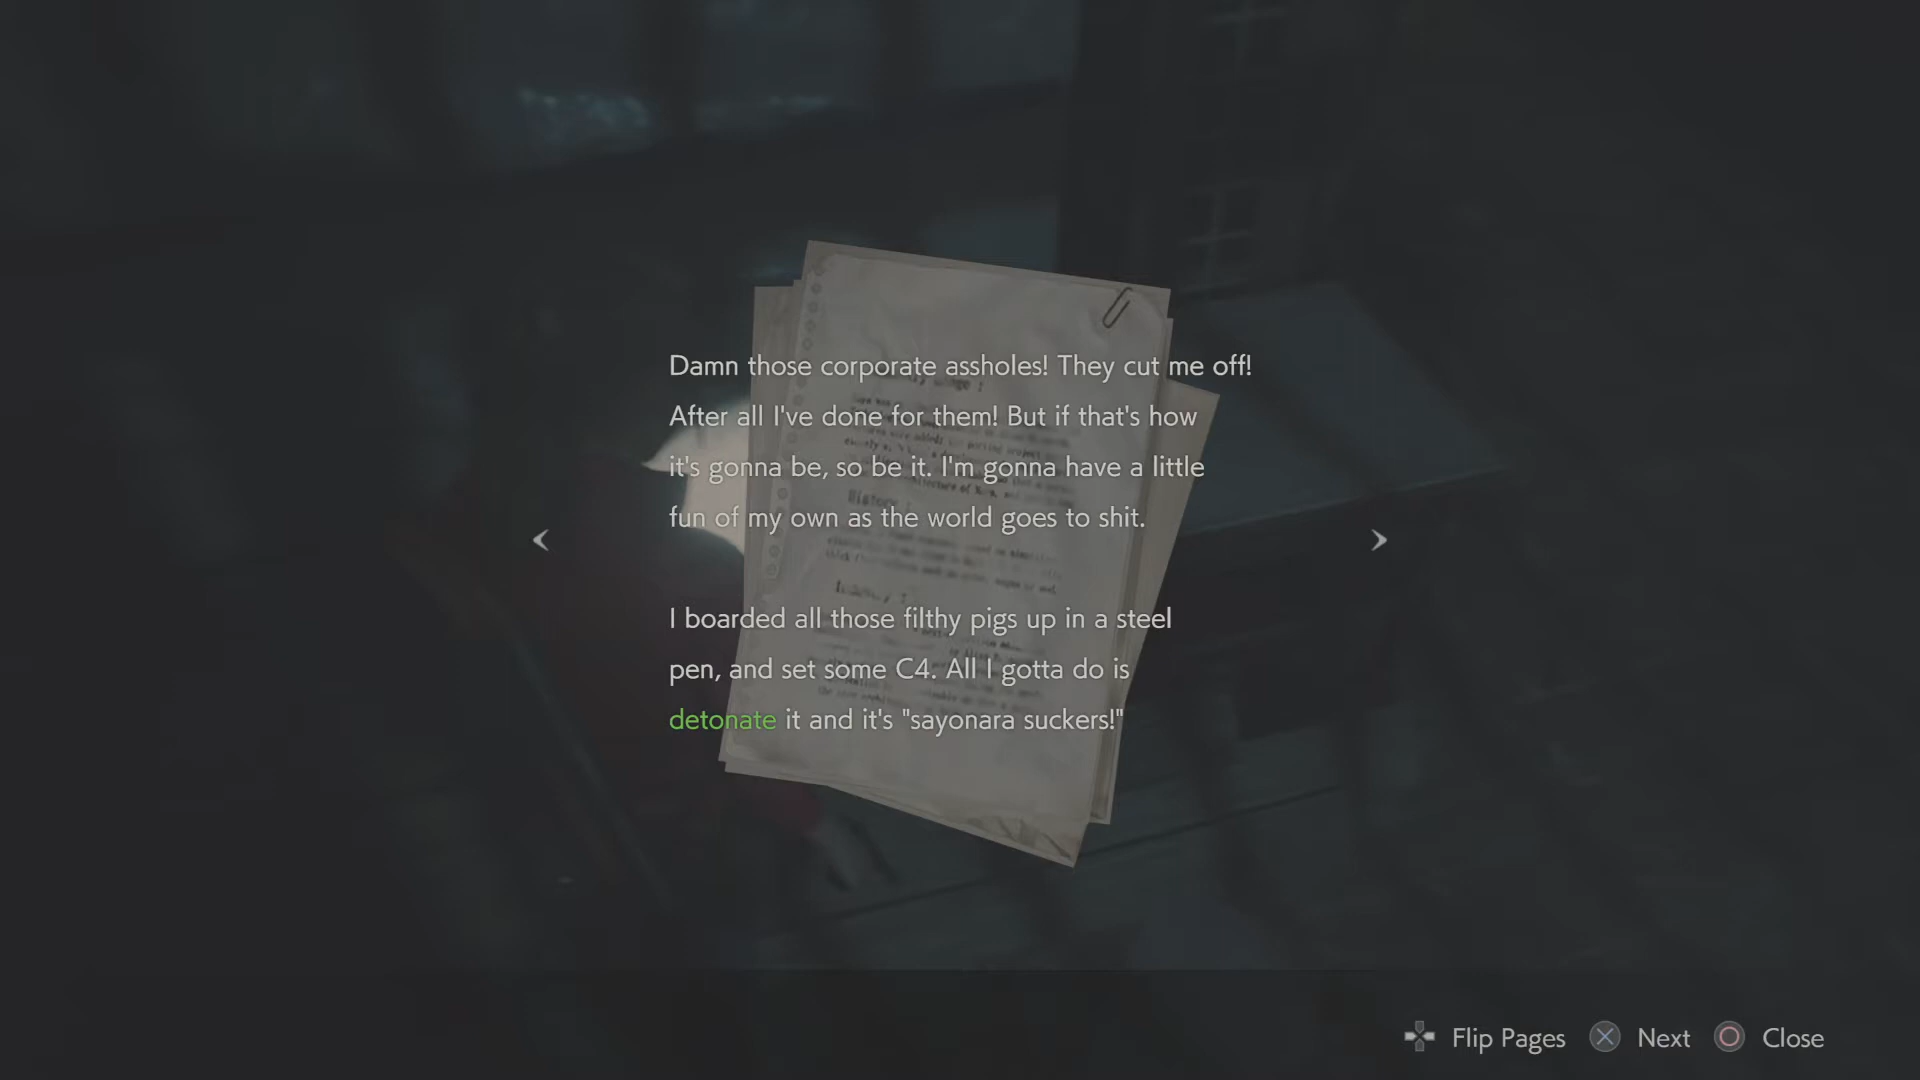 Damn those corporate assholes! They cut me off!
After all I've done for them! But if that's how
it's gonna be, so be it. I'm gonna have a little
fun of my own as the world goes to shit.
I boarded all those filthy pigs up in a steel
pen, and set some C4. All I gotta do is
detonate it and it's "sayonara suckers!"
Flip Pages
Next
Close